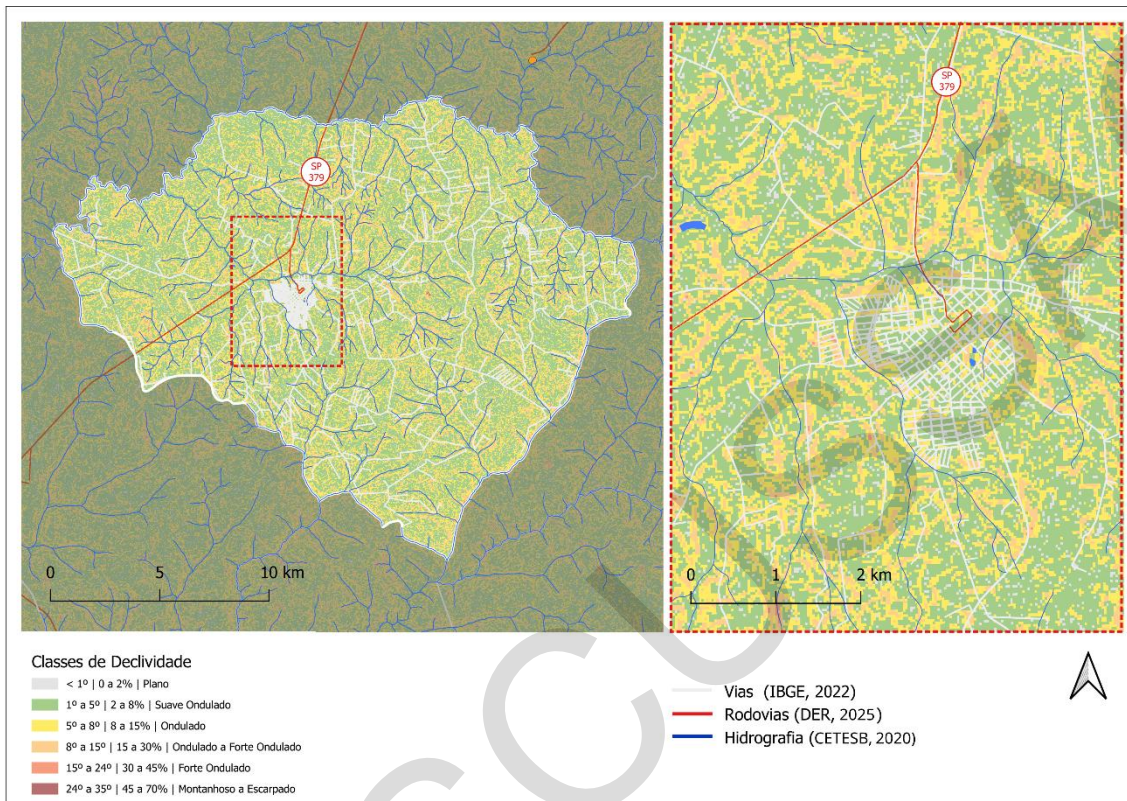 SP
379
SP
379
0 5 10 km
0 1 2 km
Classes de Declividade
< 1º | 0 a 2% | Plano
1º a 5º | 2 a 8% | Suave Ondulado
5º a 8º | 8 a 15% | Ondulado
8º a 15º | 15 a 30% | Ondulado a Forte Ondulado
15º a 24º | 30 a 45% | Forte Ondulado
24º a 35º | 45 a 70% | Montanhoso a Escarpado
Vias (IBGE, 2022)
Rodovias (DER, 2025)
Hidrografia (CETESB, 2020)